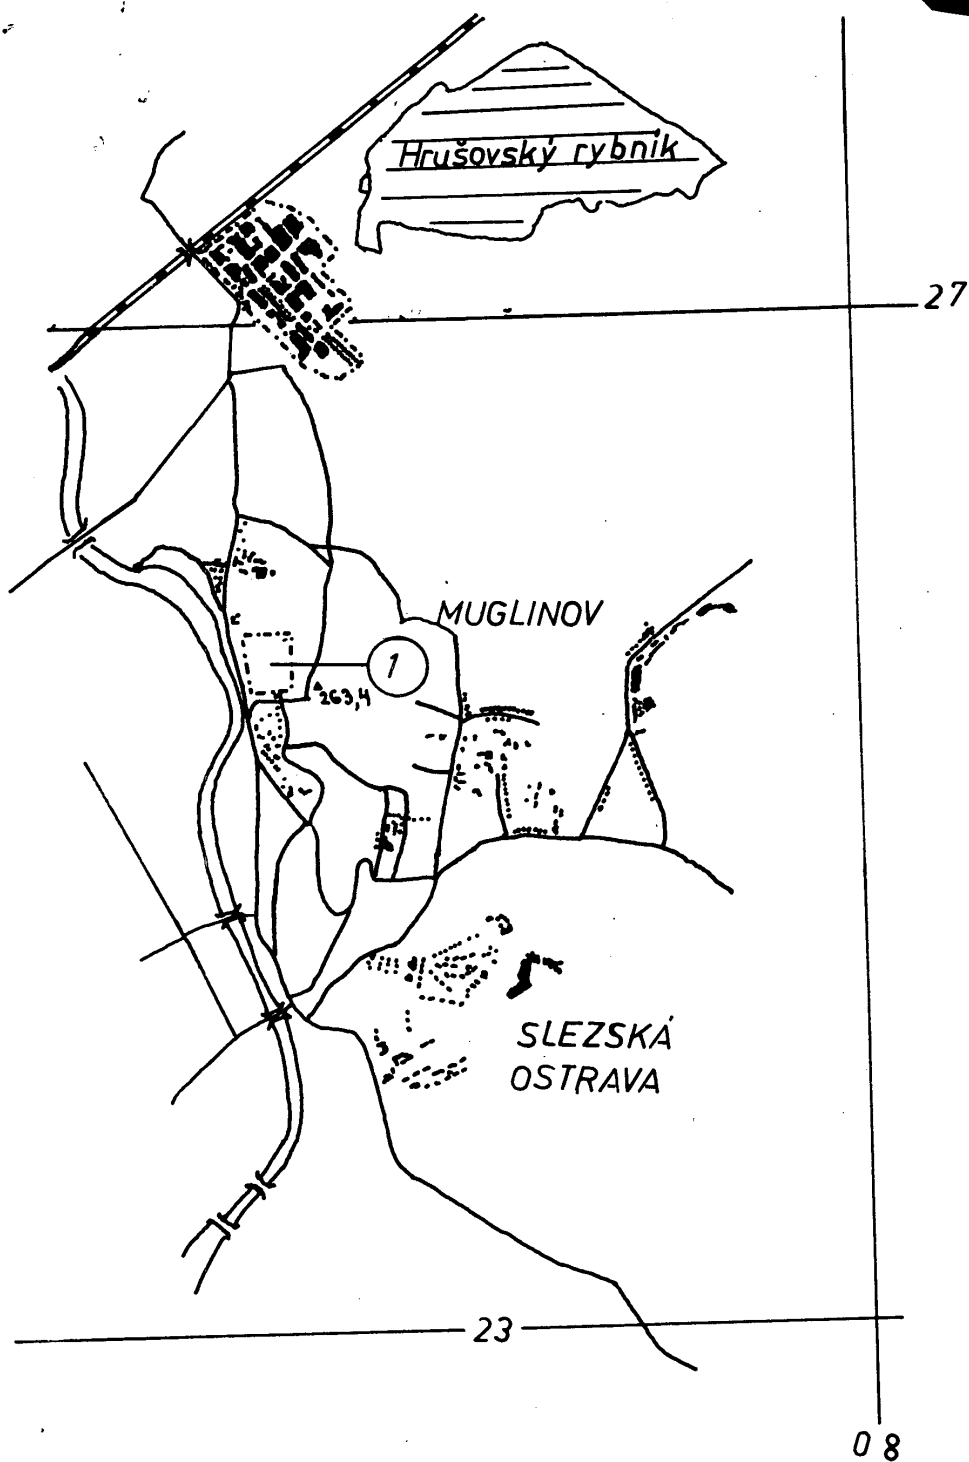 Hrušovský rybník
27
MUGLINOV
1
263,4
SLEZSKÁ
OSTRAVA
23
08